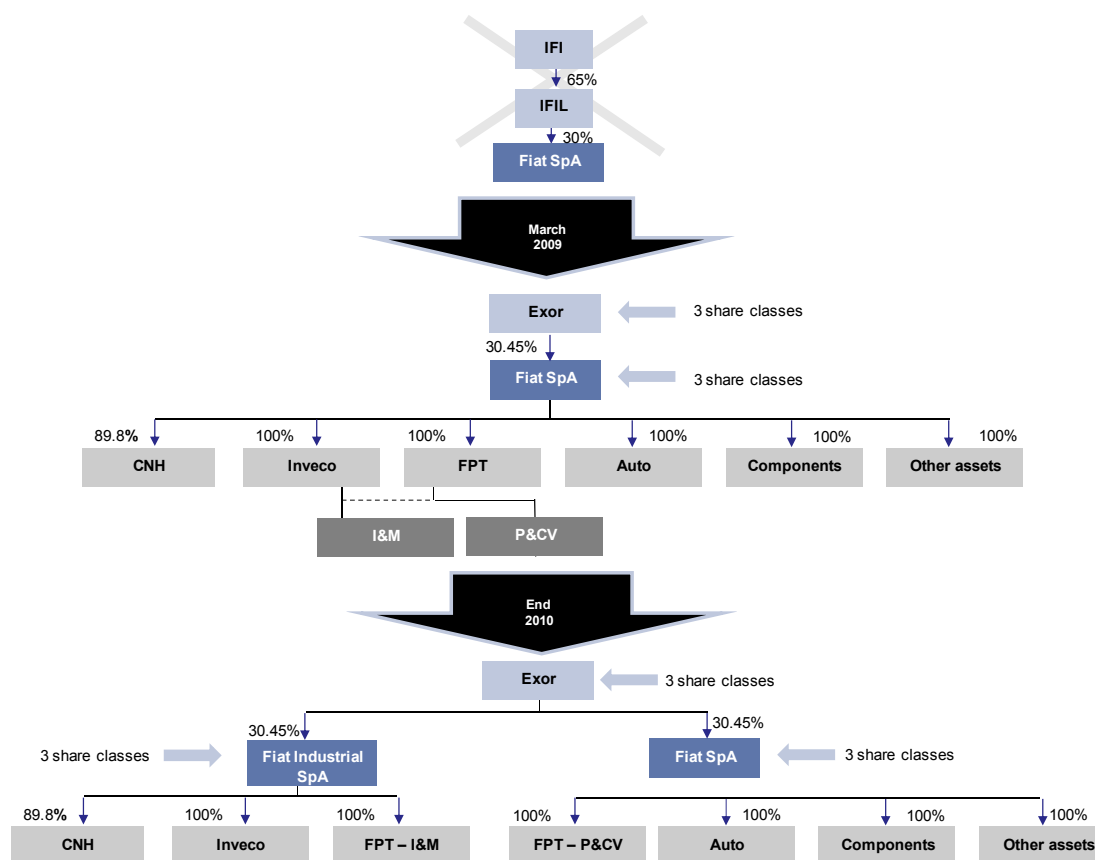 IFI
65%
IFIL
30%
Fiat SpA
March
2009
Exor
3 share classes
30.45%
Fiat SpA
3 share classes
89.8% 100% 100% 100% 100% 100%
CNH Inveco FPT Auto Components Other assets
I&M P&CV
End
2010
Exor
3 share classes
30.45% 30.45%
3 share classes
Fiat Industrial
SpA
Fiat SpA
3 share classes
89.8% 100% 100% 100% 100% 100% 100%
CNH Inveco FPT – I&M FPT – P&CV Auto Components Other assets